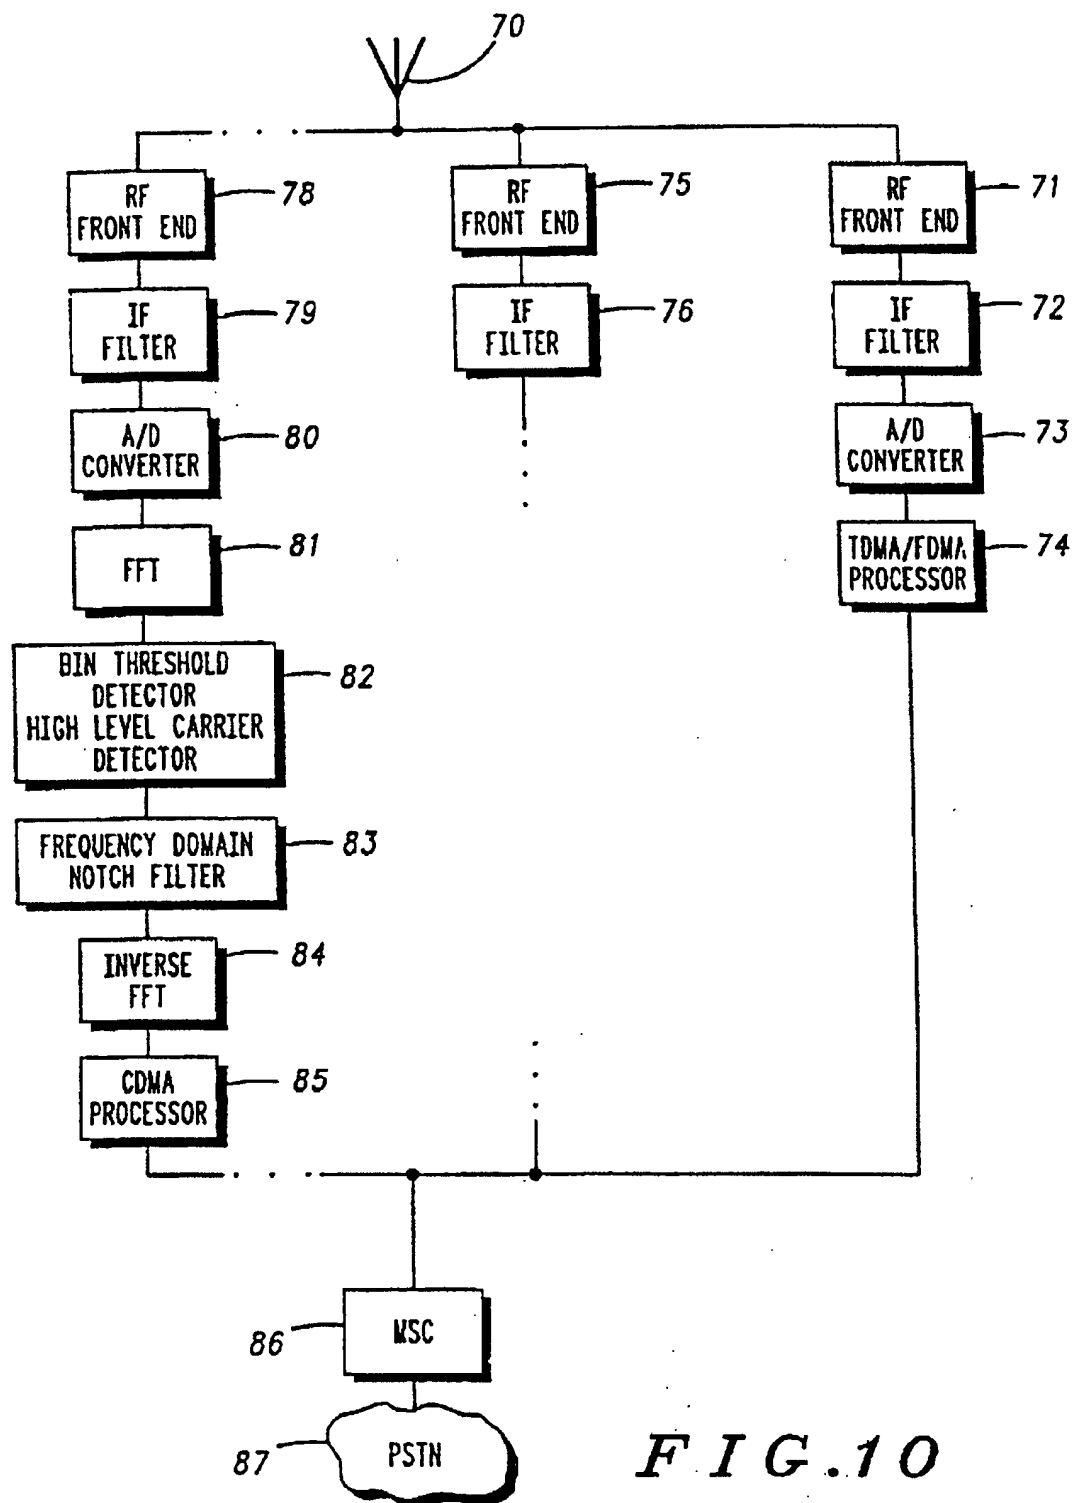 70
RF
FRONT END
78
RF
FRONT END
75
RF
FRONT END
71
IF
FILTER
79
IF
FILTER
76
IF
FILTER
72
A/D
CONVERTER
80
A/D
CONVERTER
73
FFT
81
TDMA/FDMA
PROCESSOR
74
BIN THRESHOLD
DETECTOR
HIGH LEVEL CARRIER
DETECTOR
82
FREQUENCY DOMAIN
NOTCH FILTER
83
INVERSE
FFT
84
CDMA
PROCESSOR
85
MSC
86
PSTN
87
FIG.10